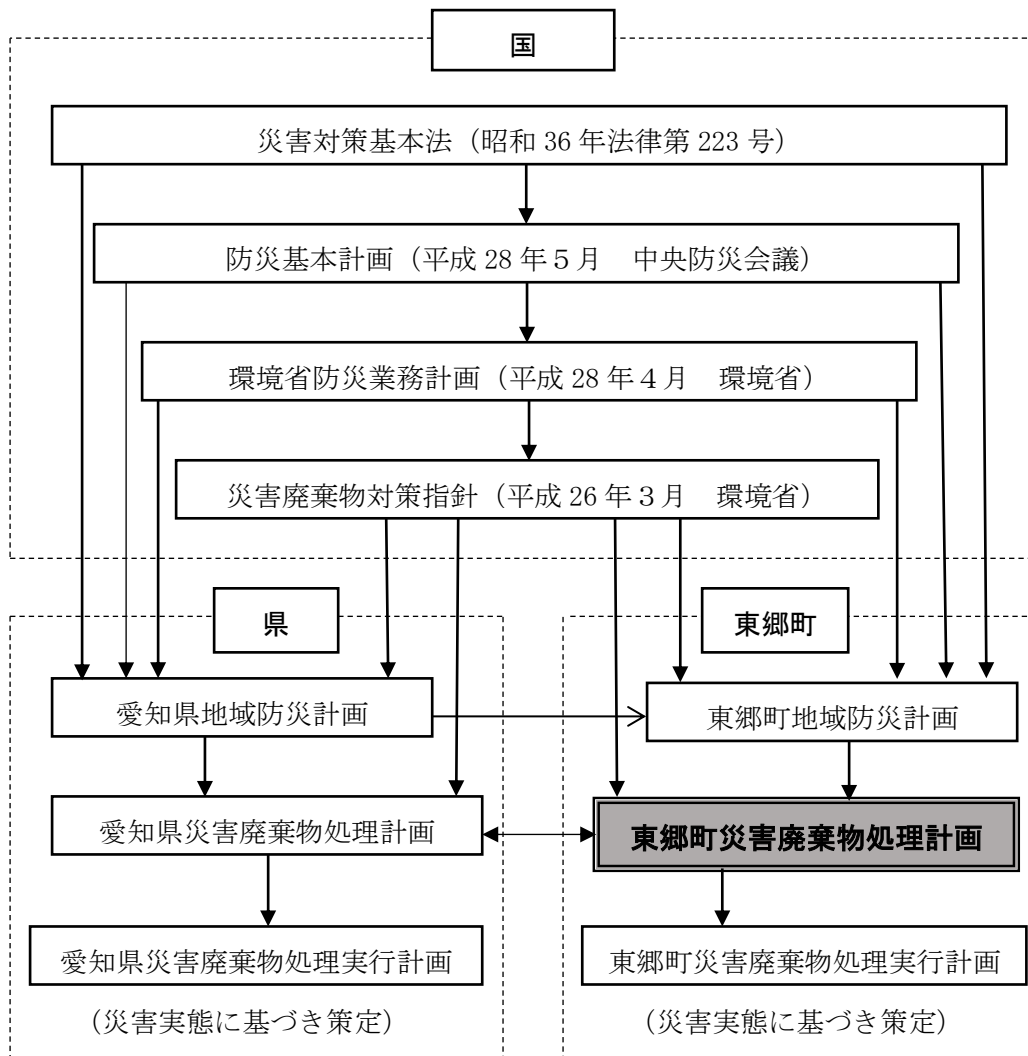 国
災害対策基本法（昭和 36 年法律第 223 号）
防災基本計画（平成 28 年５月　中央防災会議）
環境省防災業務計画（平成 28 年４月　環境省）
災害廃棄物対策指針（平成 26 年３月　環境省）
県
東郷町
愛知県地域防災計画
東郷町地域防災計画
愛知県災害廃棄物処理計画
東郷町災害廃棄物処理計画
愛知県災害廃棄物処理実行計画
東郷町災害廃棄物処理実行計画
（災害実態に基づき策定）
（災害実態に基づき策定）